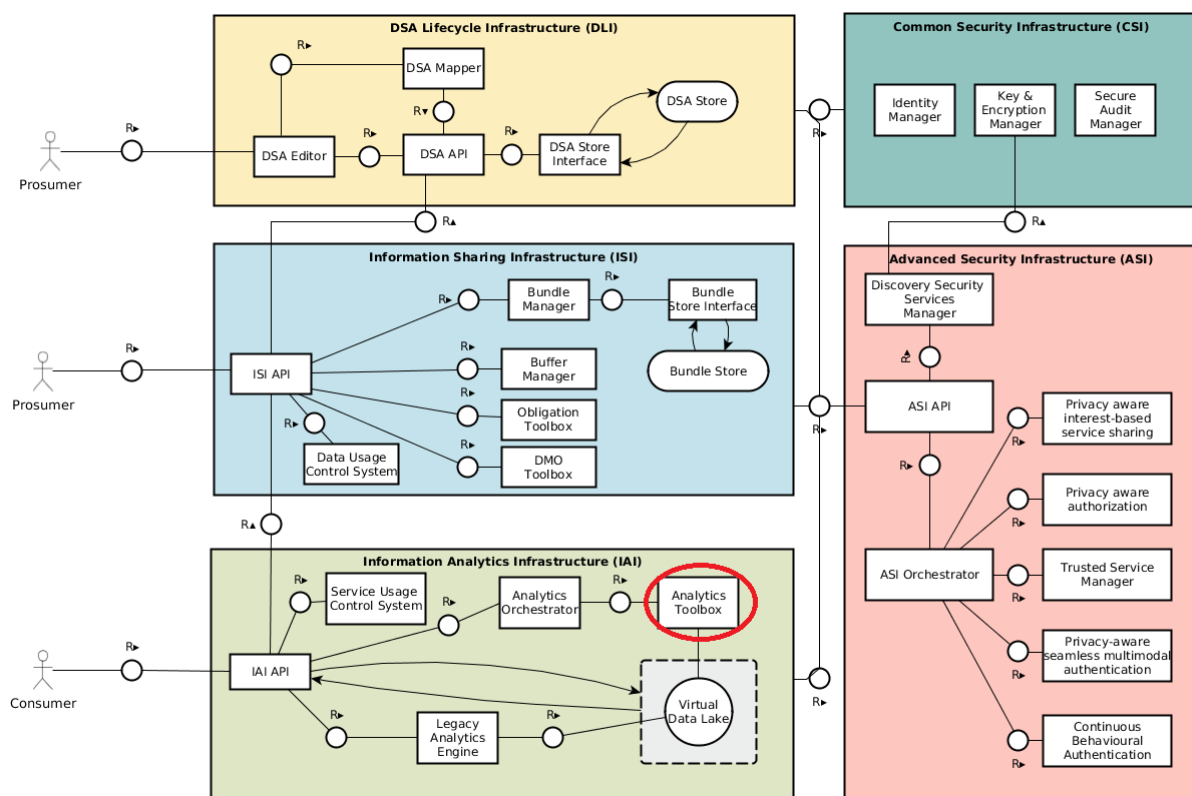 DSA Lifecycle Infrastructure (DLI)
R▸
DSA Mapper
R▾
DSA Store
Prosumer
R▸
DSA Editor
R▸
DSA API
R▸
DSA Store
Interface
R▴
Common Security Infrastructure (CSI)
Identity
Manager
Key &
Encryption
Manager
Secure
Audit
Manager
R▸
R▴
Information Sharing Infrastructure (ISI)
R▸
Bundle
Manager
R▸
Bundle
Store Interface
Bundle Store
Prosumer
R▸
ISI API
R▸
Buffer
Manager
R▸
Obligation
Toolbox
R▸
Data Usage
Control System
R▸
DMO
Toolbox
R▸
R▴
Advanced Security Infrastructure (ASI)
Discovery Security
Services
Manager
R▴
ASI API
R▸
ASI Orchestrator
R▸
Privacy aware
interest-based
service sharing
R▸
Privacy aware
authorization
R▸
Trusted Service
Manager
R▸
Privacy-aware
seamless multimodal
authentication
R▸
Continuous
Behavioural
Authentication
Information Analytics Infrastructure (IAI)
R▸
Service Usage
Control System
R▸
Analytics
Orchestrator
R▸
Analytics
Toolbox
Consumer
R▸
IAI API
R▸
Legacy
Analytics
Engine
R▸
Virtual
Data Lake
R▸